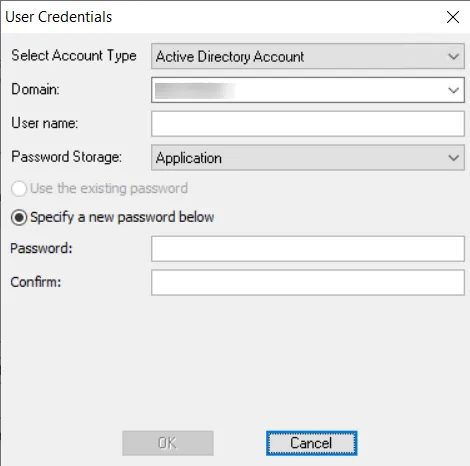 User Credentials
Select Account Type Active Directory Account
Domain:
User name:
Password Storage: Application
Use the existing password
Specify a new password below
Password:
Confirm:
OK Cancel